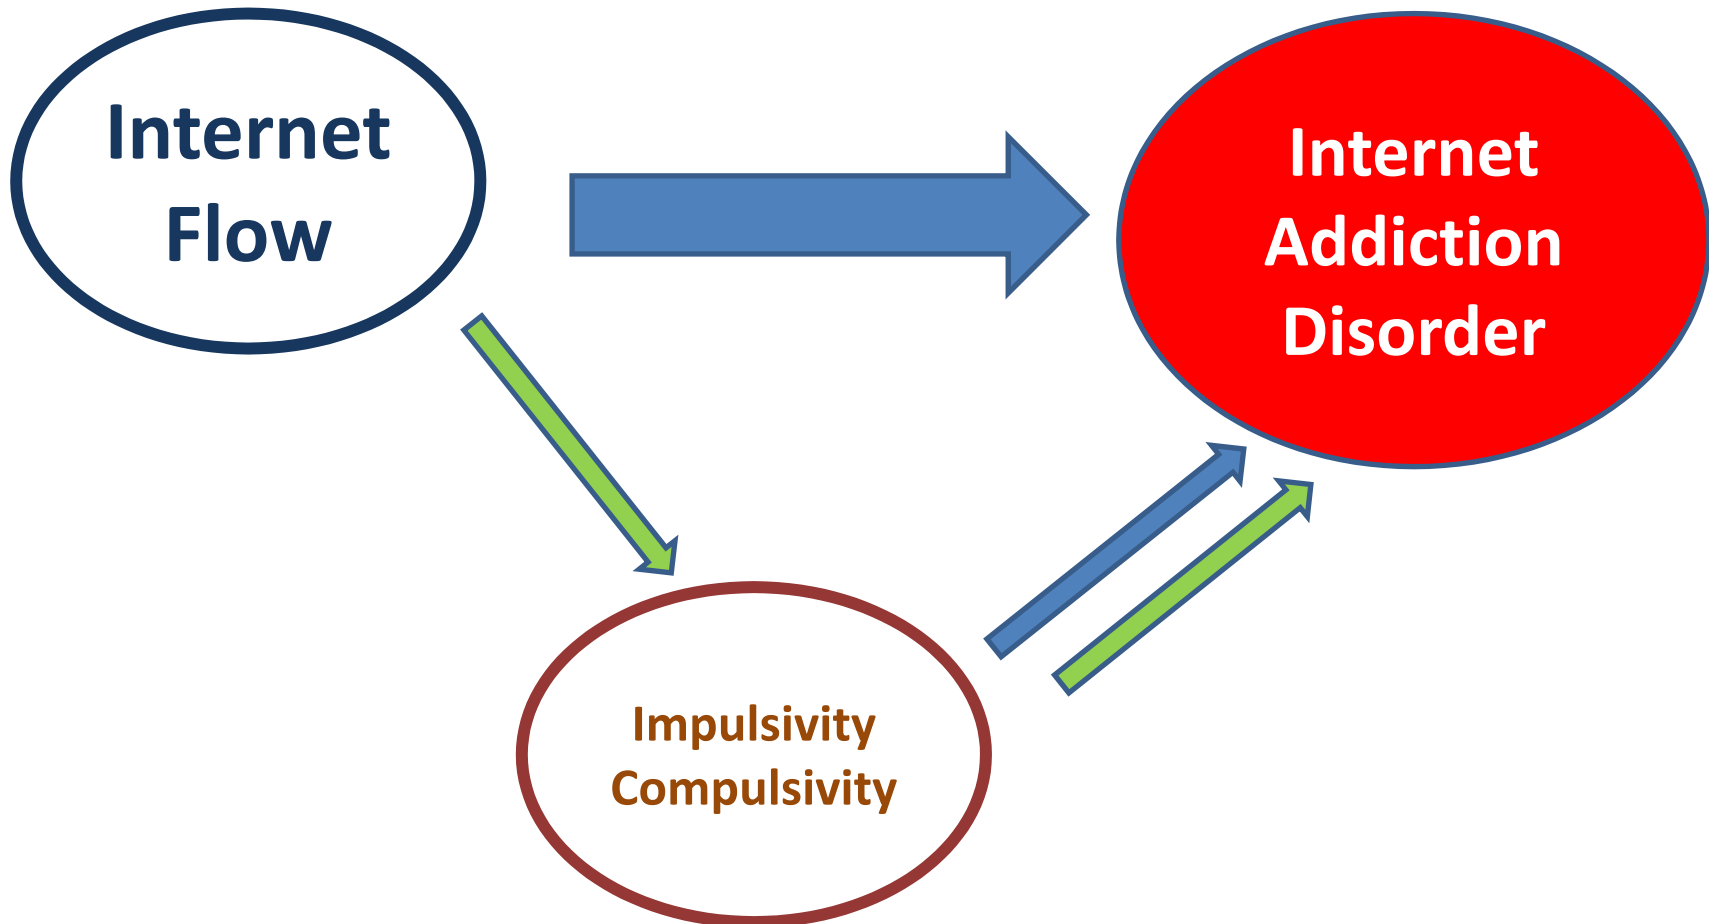 Internet
Flow
Internet
Addiction
Disorder
Impulsivity
Compulsivity